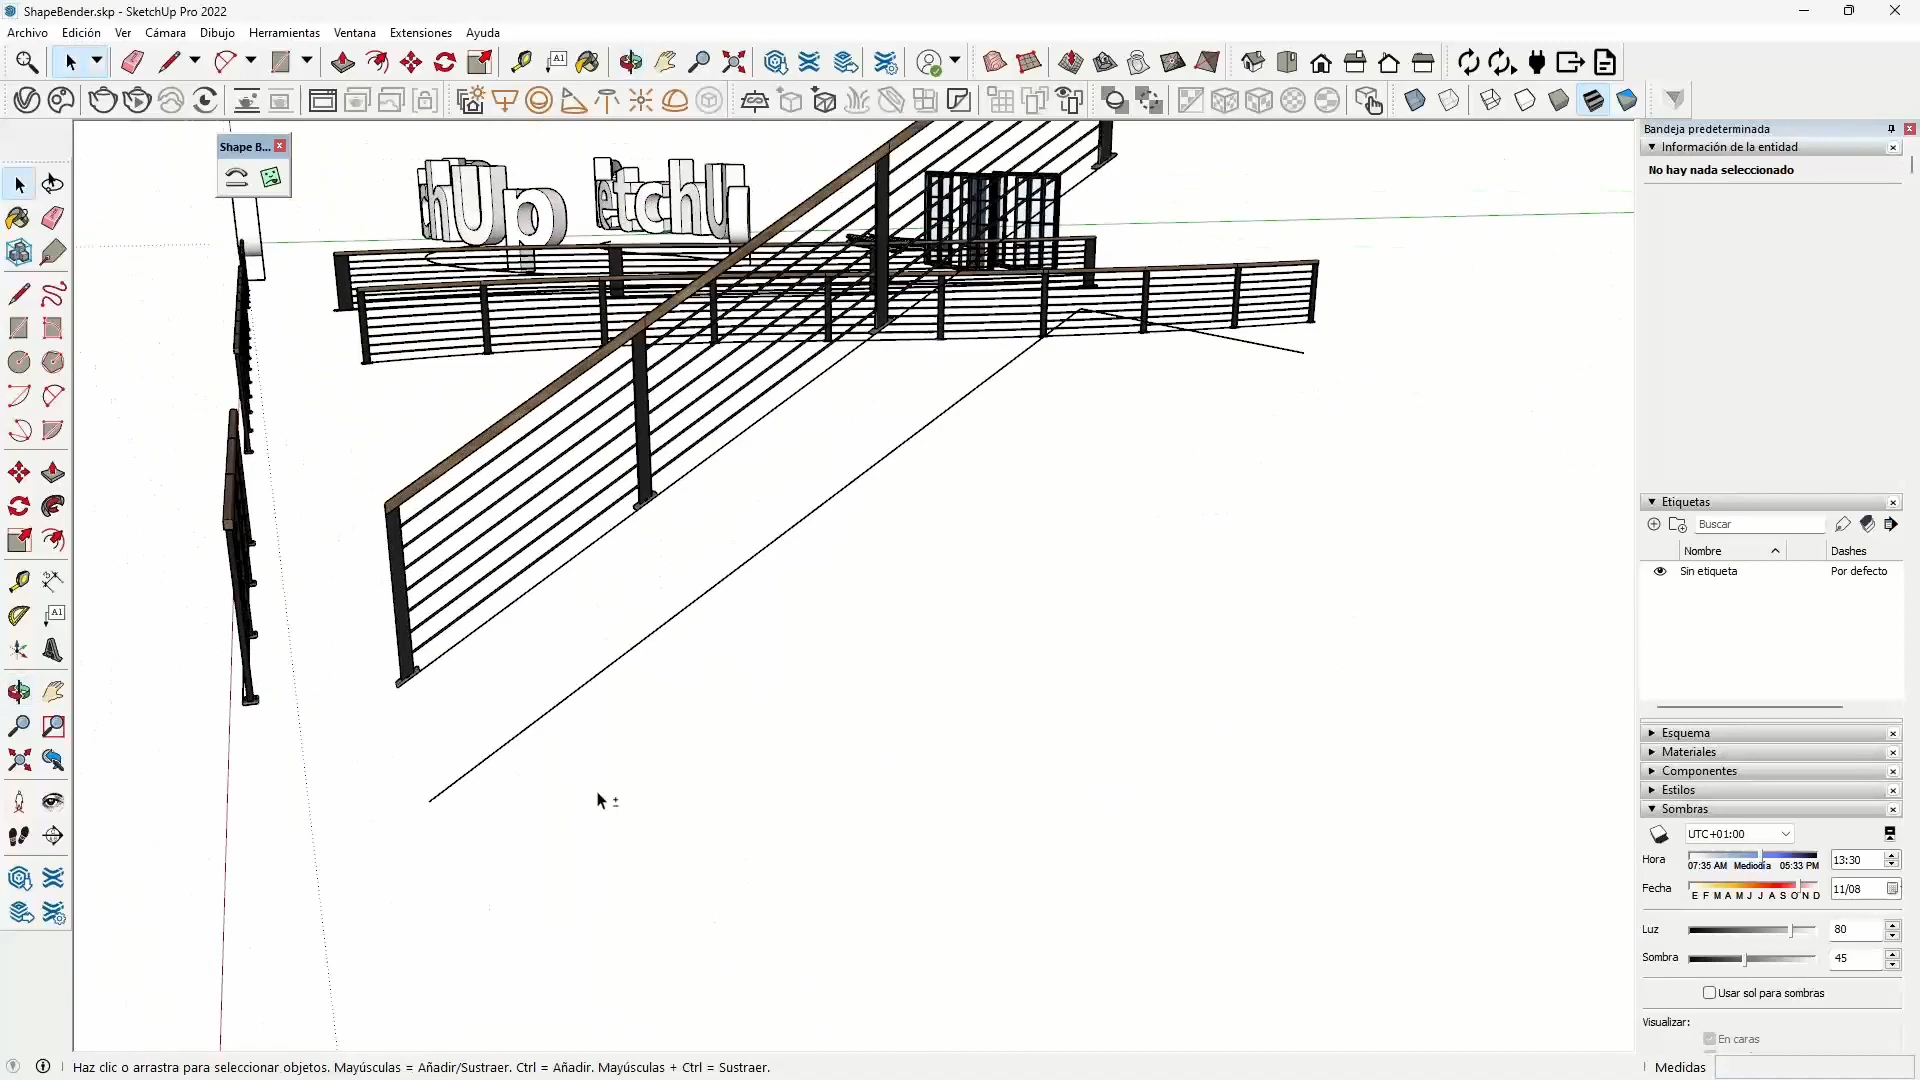 ShapeBender.skp - SketchUp Pro 2022
Archivo Edición Ver Cámara Dibujo Herramientas Ventana Extensiones Ayuda
A1
Bandeja predeterminada
Shape B...
Información de la entidad
No hay nada seleccionado
chUp etchU
Etiquetas
Buscar
Nombre Dashes
Sin etiqueta Por defecto
A1
Esquema
Materiales
Componentes
Estilos
Sombras
UTC+01:00
Hora 07:35 AM Mediodía 05:33 PM 13:30
Fecha E F M A M J J A S O N D 11/08
Luz 80
Sombra 45
Usar sol para sombras
Visualizar:
En caras
Haz clic o arrastra para seleccionar objetos. Mayúsculas = Añadir/Sustraer. Ctrl = Añadir. Mayúsculas + Ctrl = Sustraer.
Medidas